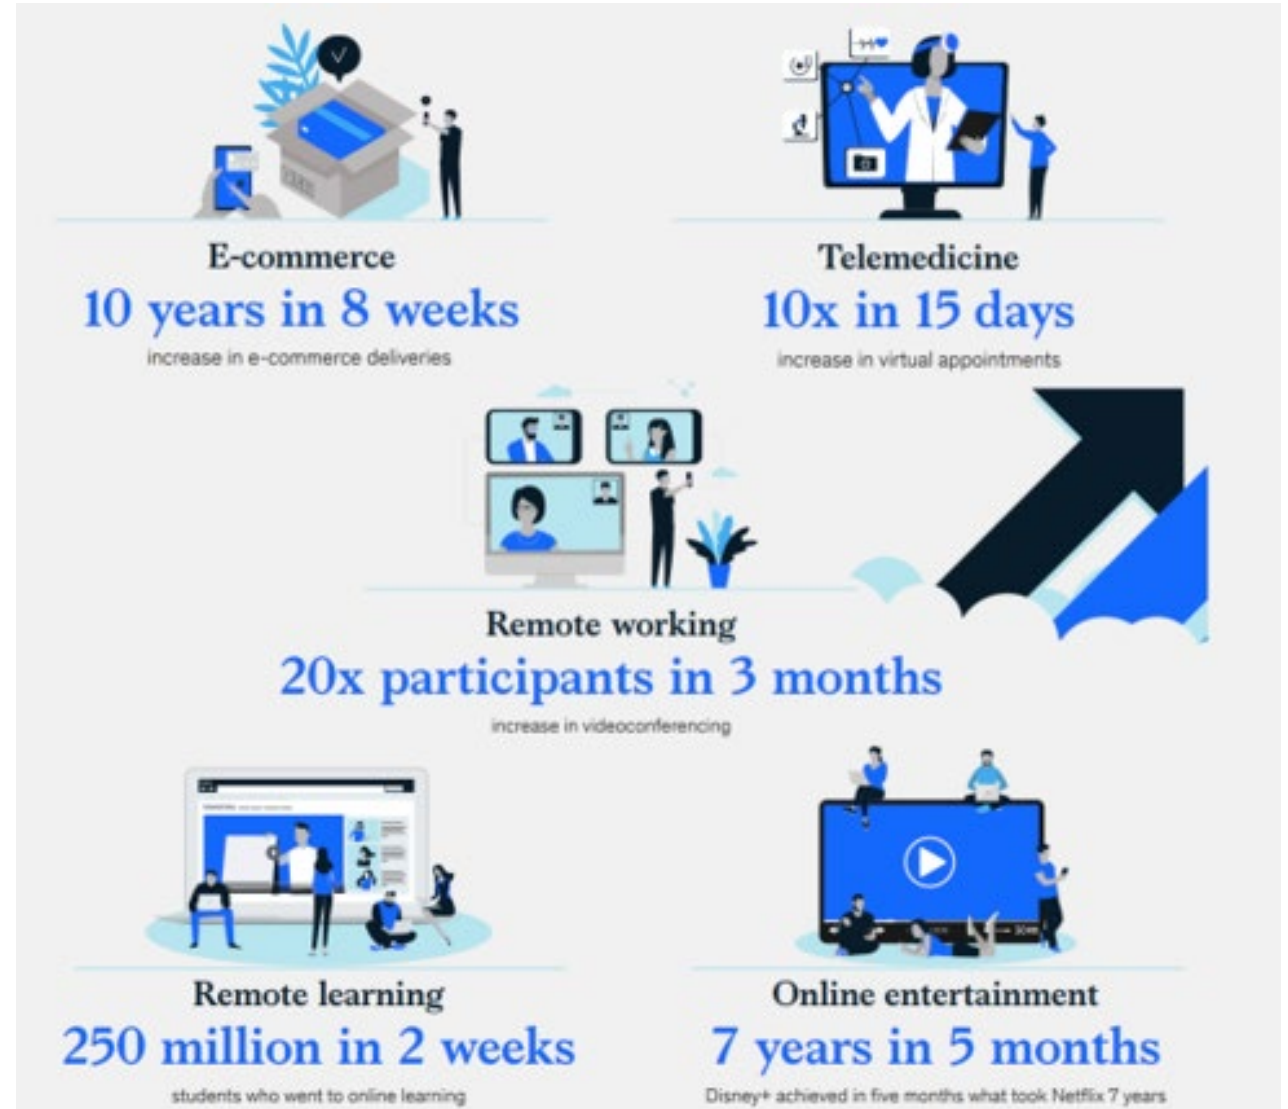 E-commerce
10 years in 8 weeks
increase in e-commerce deliveries
Telemedicine
10x in 15 days
increase in virtual appointments
Remote working
20x participants in 3 months
increase in videoconferencing
Remote learning
250 million in 2 weeks
students who went to online learning
Online entertainment
7 years in 5 months
Disney+ achieved in five months what took Netflix 7 years